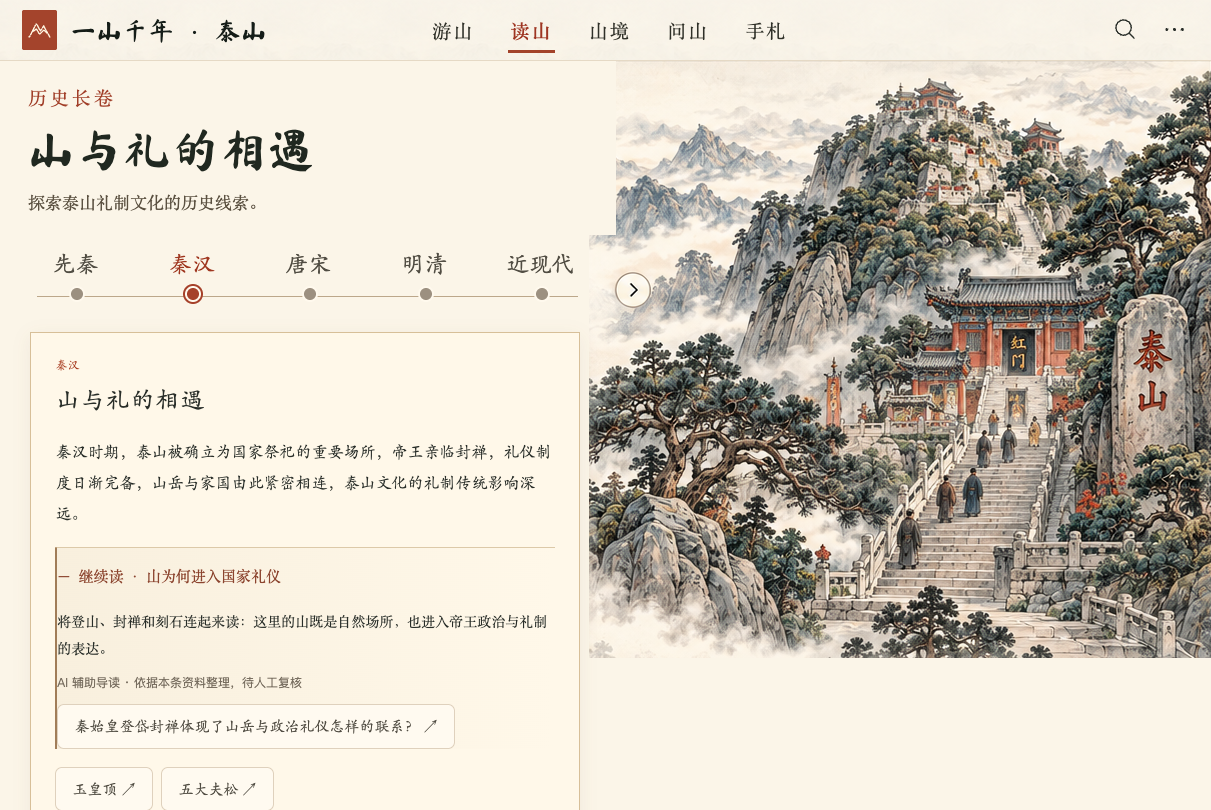 一山千年 · 泰山
游山
读山
山境
问山
手札
历史长卷
山与礼的相遇
探索泰山礼制文化的历史线索。
先秦
秦汉
唐宋
明清
近现代
秦汉
山与礼的相遇
秦汉时期，泰山被确立为国家祭祀的重要场所，帝王亲临封禅，礼仪制
度日渐完备，山岳与家国由此紧密相连，泰山文化的礼制传统影响深
远。
— 继续读 · 山为何进入国家礼仪
将登山、封禅和刻石连起来读：这里的山既是自然场所，也进入帝王政治与礼制
的表达。
AI 辅助导读 · 依据本条资料整理，待人工复核
秦始皇登岱封禅体现了山岳与政治礼仪怎样的联系？ ↗
玉皇顶 ↗
五大夫松 ↗
红门
泰山